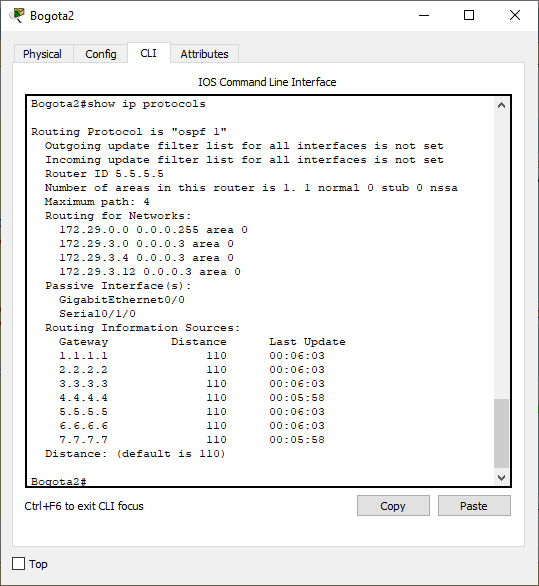 Bogota2
Physical Config CLI Attributes
IOS Command Line Interface
Bogota2#show ip protocols
Routing Protocol is "ospf 1"
Outgoing update filter list for all interfaces is not set
Incoming update filter list for all interfaces is not set
Router ID 5.5.5.5
Number of areas in this router is 1. 1 normal 0 stub 0 nssa
Maximum path: 4
Routing for Networks:
172.29.0.0 0.0.0.255 area 0
172.29.3.0 0.0.0.3 area 0
172.29.3.4 0.0.0.3 area 0
172.29.3.12 0.0.0.3 area 0
Passive Interface(s):
GigabitEthernet0/0
Serial0/1/0
Routing Information Sources:
Gateway Distance Last Update
1.1.1.1 110 00:06:03
2.2.2.2 110 00:06:03
3.3.3.3 110 00:06:03
4.4.4.4 110 00:05:58
5.5.5.5 110 00:06:03
6.6.6.6 110 00:06:03
7.7.7.7 110 00:05:58
Distance: (default is 110)
Bogota2#
Ctrl+F6 to exit CLI focus Copy Paste
Top